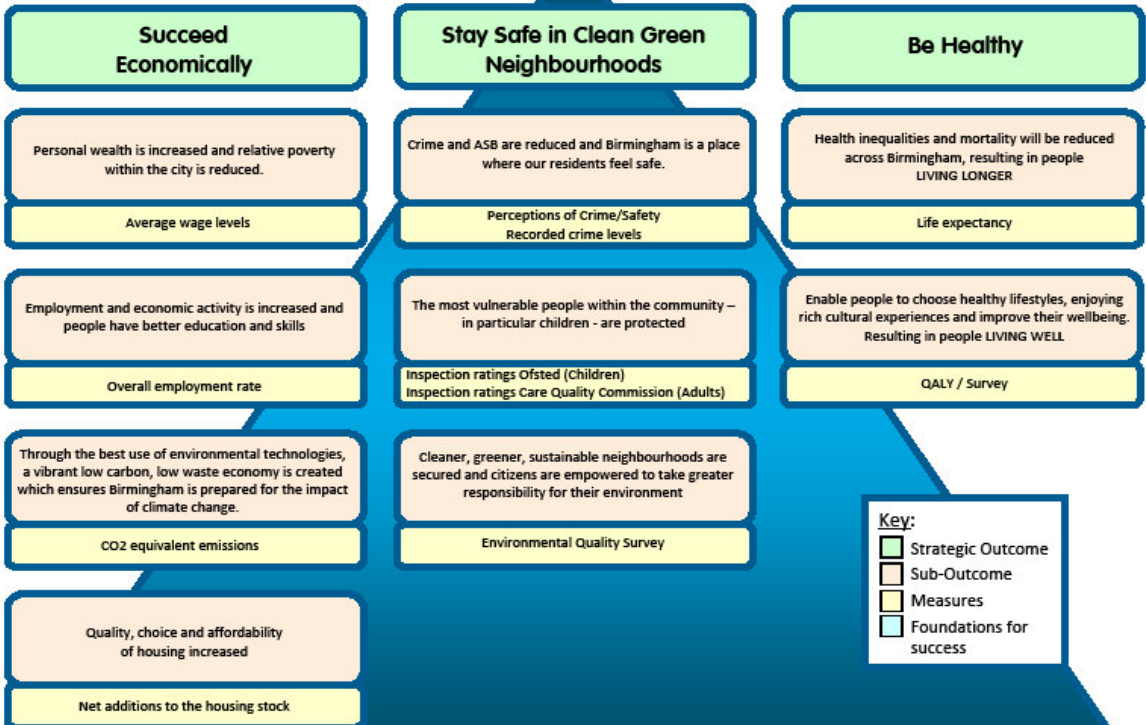 Succeed
Economically
Personal wealth is increased and relative poverty
within the city is reduced.
Average wage levels
Employment and economic activity is increased and
people have better education and skills
Overall employment rate
Through the best use of environmental technologies,
a vibrant low carbon, low waste economy is created
which ensures Birmingham is prepared for the impact
of climate change.
CO2 equivalent emissions
Quality, choice and affordability
of housing increased
Net additions to the housing stock
Stay Safe in Clean Green
Neighbourhoods
Crime and ASB are reduced and Birmingham is a place
where our residents feel safe.
Perceptions of Crime/Safety
Recorded crime levels
The most vulnerable people within the community –
in particular children - are protected
Inspection ratings Ofsted (Children)
Inspection ratings Care Quality Commission (Adults)
Cleaner, greener, sustainable neighbourhoods are
secured and citizens are empowered to take greater
responsibility for their environment
Environmental Quality Survey
Be Healthy
Health inequalities and mortality will be reduced
across Birmingham, resulting in people
LIVING LONGER
Life expectancy
Enable people to choose healthy lifestyles, enjoying
rich cultural experiences and improve their wellbeing.
Resulting in people LIVING WELL
QALY / Survey
Key:
Strategic Outcome
Sub-Outcome
Measures
Foundations for
success